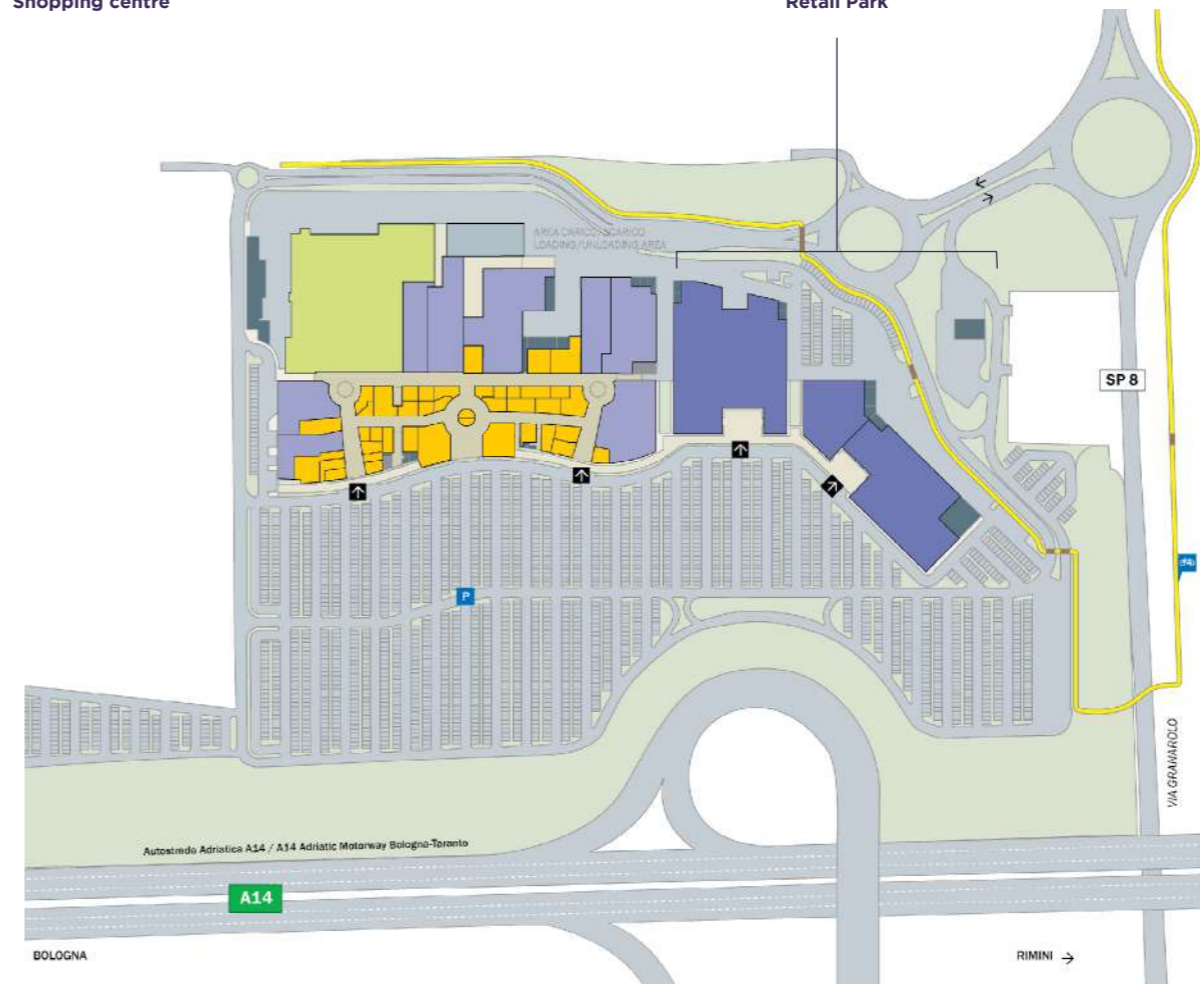 Shopping centre
Retail Park
AREA CARICO/SCARICO
LOADING/UNLOADING AREA
SP 8
P
VIA GRANAROLO
Autostrada Adriatica A14 / A14 Adriatic Motorway Bologna-Taranto
A14
BOLOGNA
RIMINI →